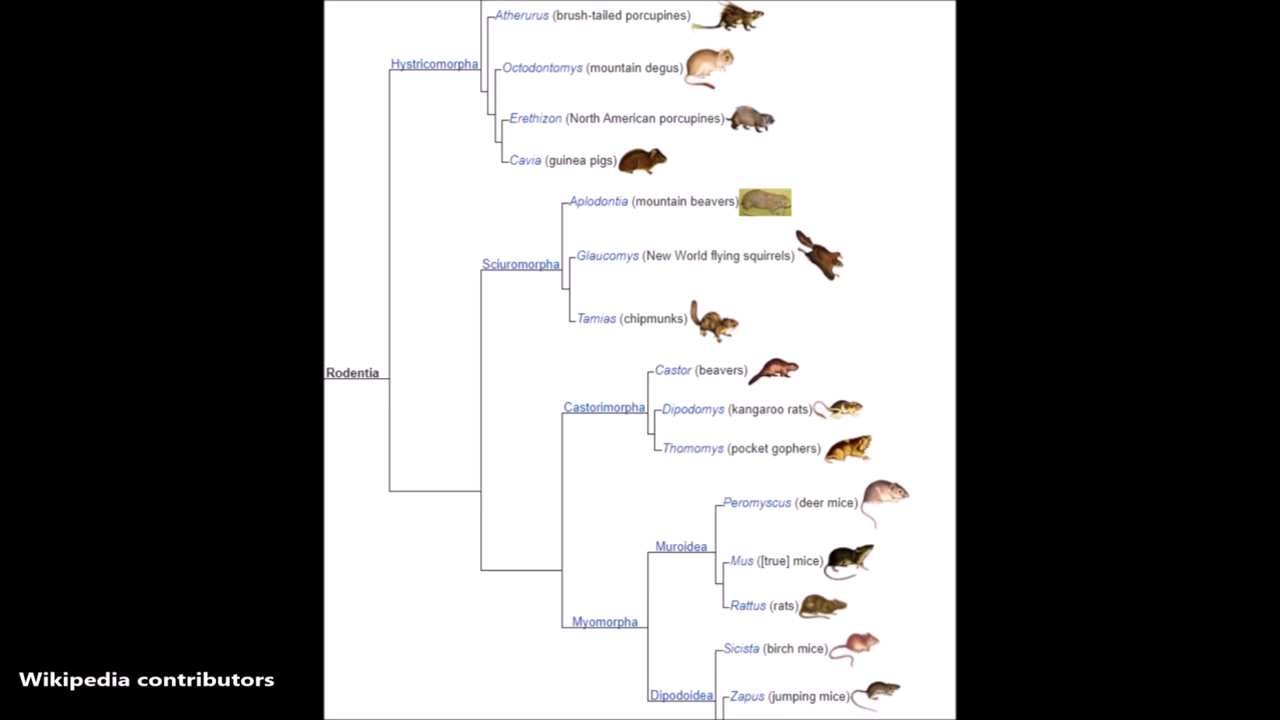 Atherurus (brush-tailed porcupines)
Hystricomorpha
Octodontomys (mountain degus)
Erethizon (North American porcupines)
Cavia (guinea pigs)
Aplodontia (mountain beavers)
Glaucomys (New World flying squirrels)
Sciuromorpha
Tamias (chipmunks)
Rodentia
Castor (beavers)
Castorimorpha
Dipodomys (kangaroo rats)
Thomomys (pocket gophers)
Peromyscus (deer mice)
Muroidea
Mus ([true] mice)
Rattus (rats)
Myomorpha
Sicista (birch mice)
Wikipedia contributors
Dipodoidea
Zapus (jumping mice)